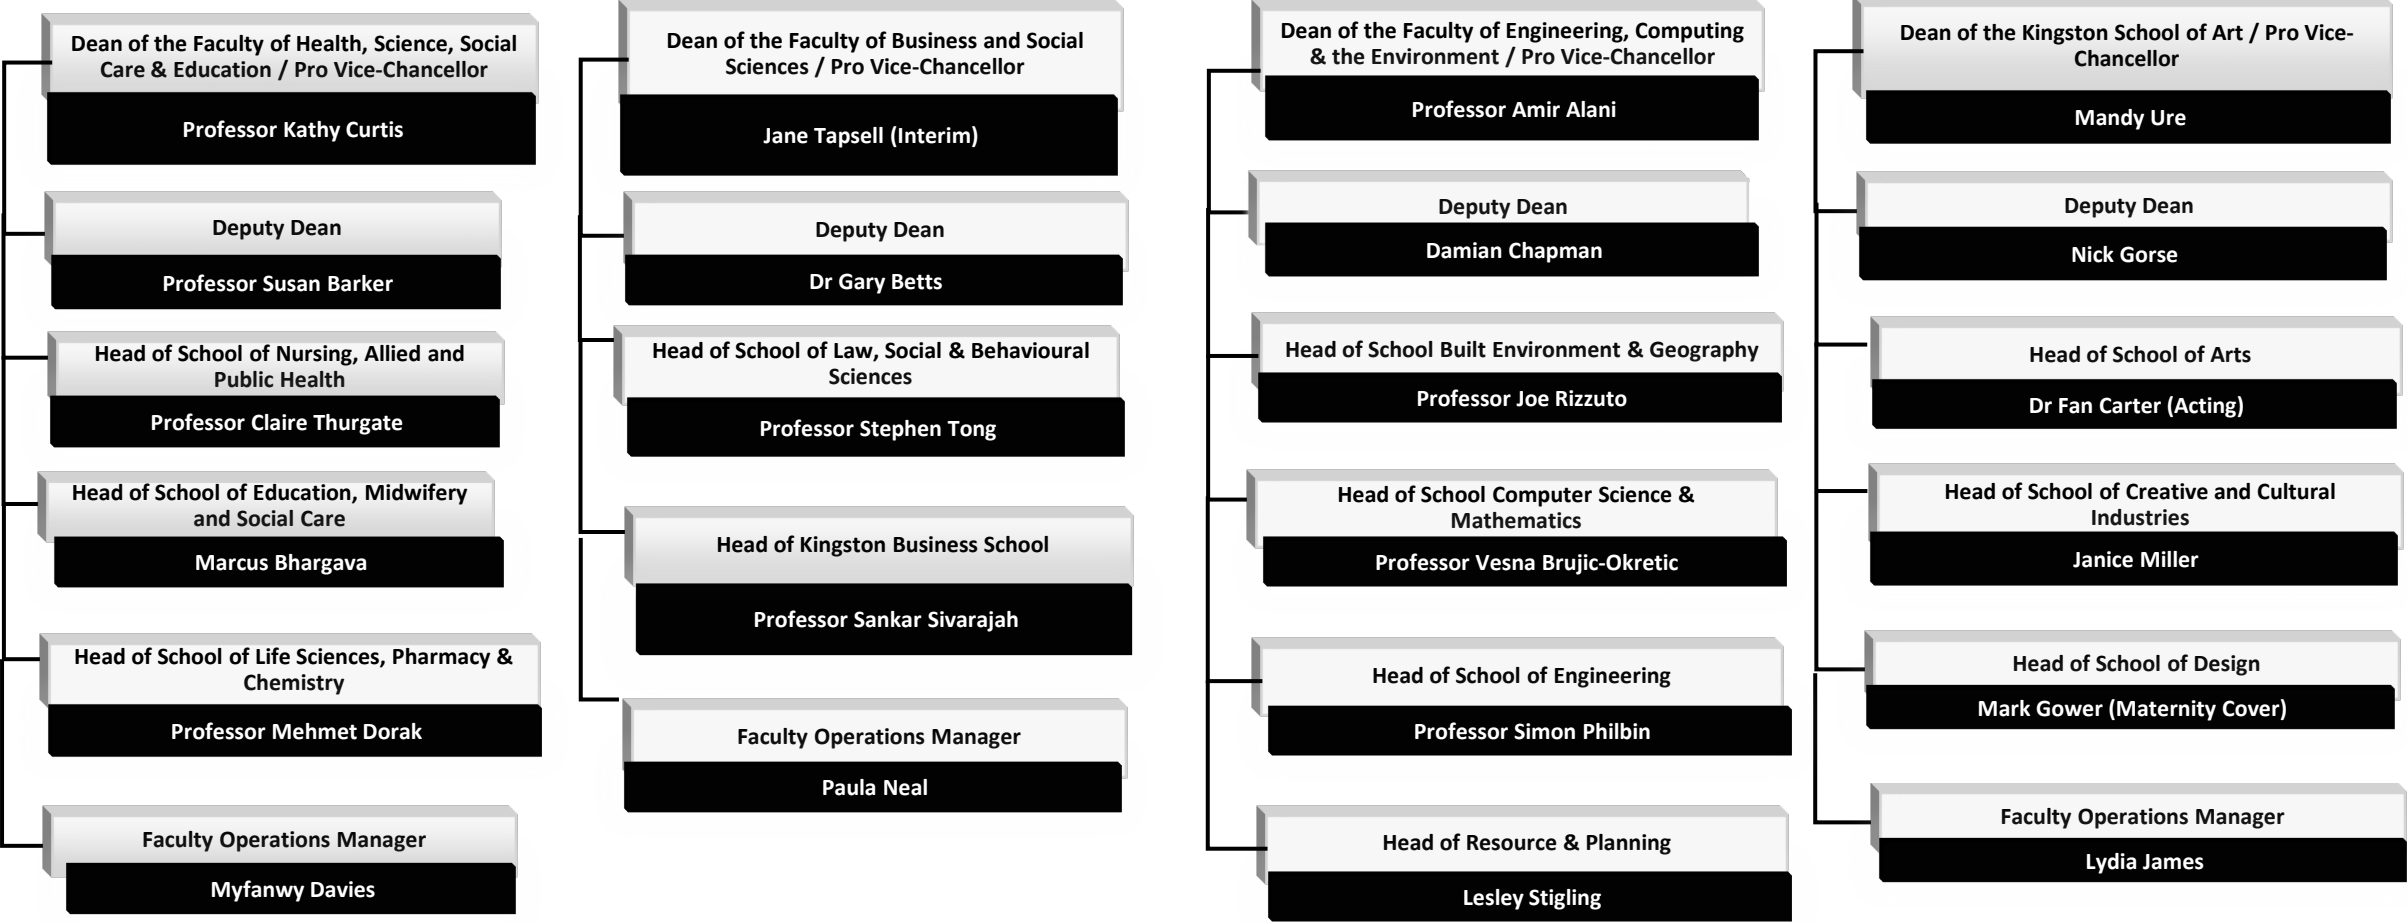 Dean of the Faculty of Health, Science, Social
Care & Education / Pro Vice-Chancellor
Professor Kathy Curtis
Deputy Dean
Professor Susan Barker
Head of School of Nursing, Allied and
Public Health
Professor Claire Thurgate
Head of School of Education, Midwifery
and Social Care
Marcus Bhargava
Head of School of Life Sciences, Pharmacy &
Chemistry
Professor Mehmet Dorak
Faculty Operations Manager
Myfanwy Davies
Dean of the Faculty of Business and Social
Sciences / Pro Vice-Chancellor
Jane Tapsell (Interim)
Deputy Dean
Dr Gary Betts
Head of School of Law, Social & Behavioural
Sciences
Professor Stephen Tong
Head of Kingston Business School
Professor Sankar Sivarajah
Faculty Operations Manager
Paula Neal
Dean of the Faculty of Engineering, Computing
& the Environment / Pro Vice-Chancellor
Professor Amir Alani
Deputy Dean
Damian Chapman
Head of School Built Environment & Geography
Professor Joe Rizzuto
Head of School Computer Science &
Mathematics
Professor Vesna Brujic-Okretic
Head of School of Engineering
Professor Simon Philbin
Head of Resource & Planning
Lesley Stigling
Dean of the Kingston School of Art / Pro Vice-
Chancellor
Mandy Ure
Deputy Dean
Nick Gorse
Head of School of Arts
Dr Fan Carter (Acting)
Head of School of Creative and Cultural
Industries
Janice Miller
Head of School of Design
Mark Gower (Maternity Cover)
Faculty Operations Manager
Lydia James